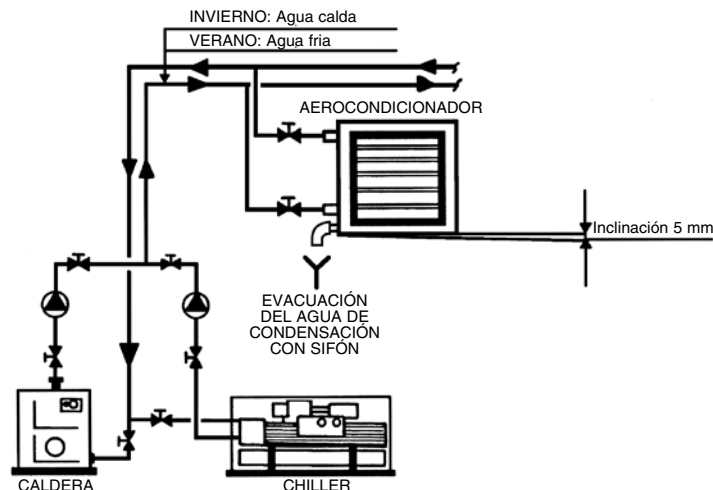 INVIERNO: Agua calda
VERANO: Agua fria
AEROCONDICIONADOR
Inclinación 5 mm
EVACUACIÓN
DEL AGUA DE
CONDENSACIÓN
CON SIFÓN
CALDERA
CHILLER